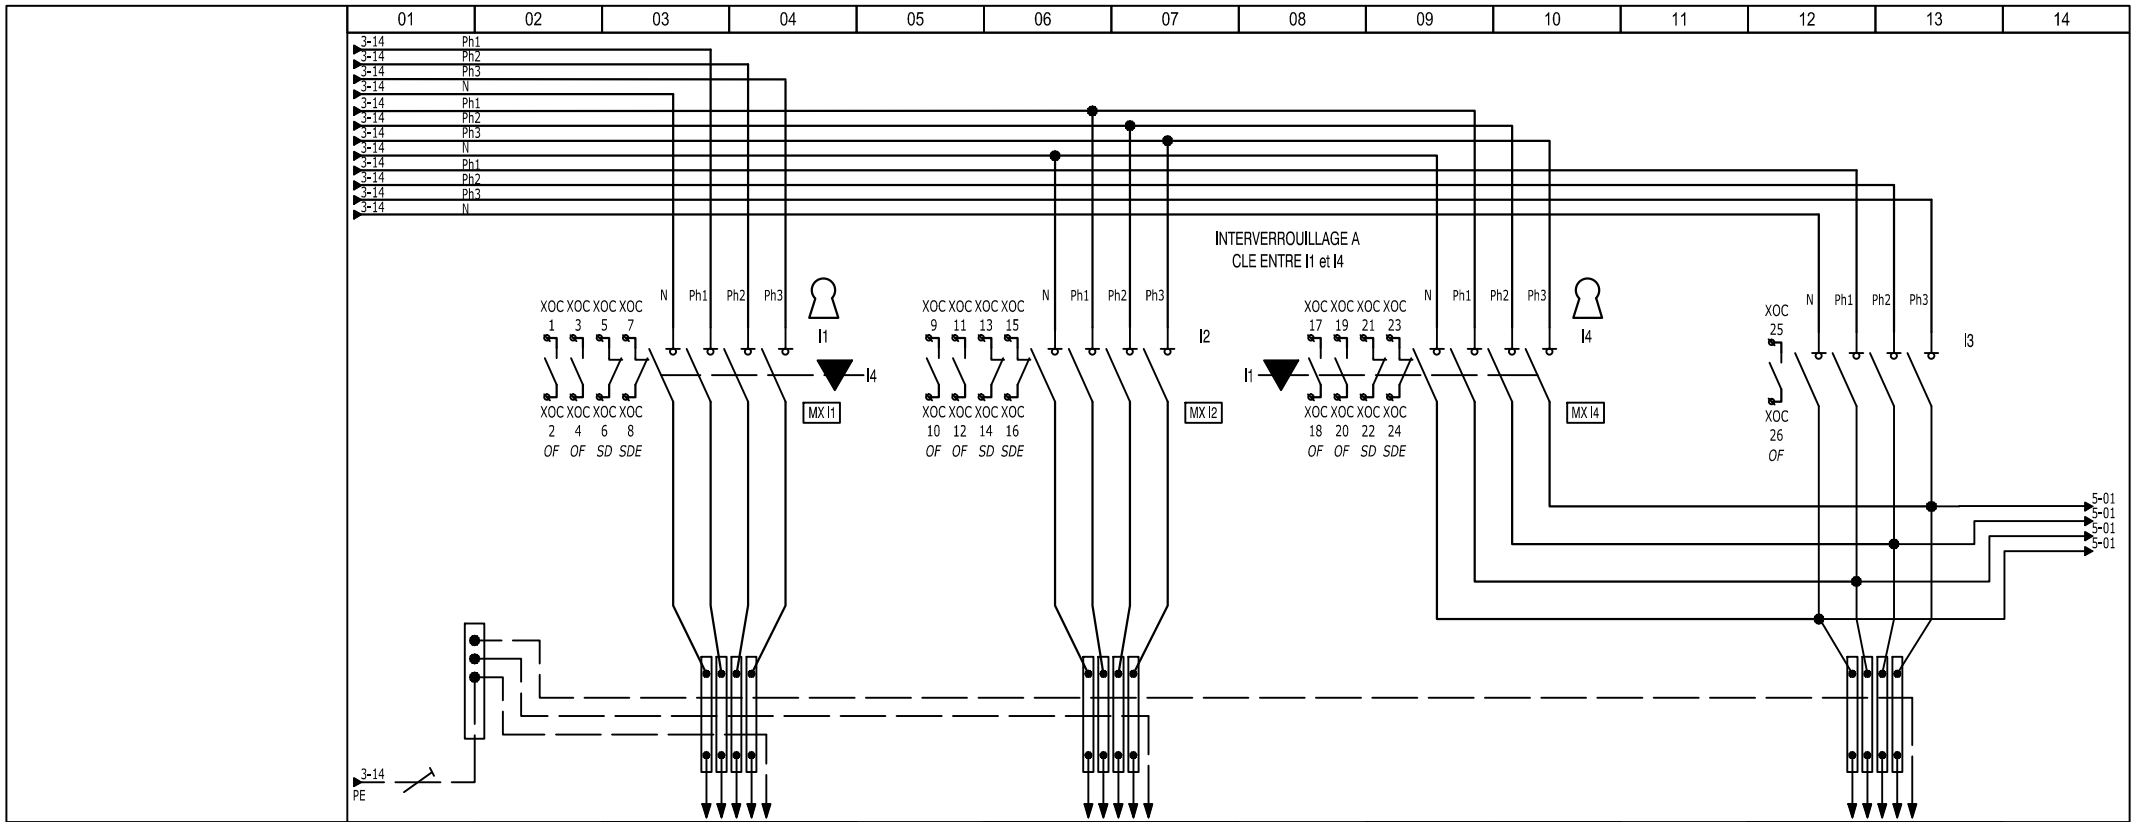 01 02 03 04 05 06 07 08 09 10 11 12 13 14
3-14 Ph1
3-14 Ph2
3-14 Ph3
3-14 N
3-14 Ph1
3-14 Ph2
3-14 Ph3
3-14 N
3-14 Ph1
3-14 Ph2
3-14 Ph3
3-14 N
INTERVERROUILLAGE A
CLE ENTRE I1 et I4
N Ph1 Ph2 Ph3
XOC XOC XOC XOC
1 3 5 7
I1
I4
MX I1
XOC XOC XOC XOC
2 4 6 8
OF OF SD SDE
N Ph1 Ph2 Ph3
XOC XOC XOC XOC
9 11 13 15
I2
MX I2
XOC XOC XOC XOC
10 12 14 16
OF OF SD SDE
N Ph1 Ph2 Ph3
XOC XOC XOC XOC
17 19 21 23
I4
I1
MX I4
XOC XOC XOC XOC
18 20 22 24
OF OF SD SDE
N Ph1 Ph2 Ph3
XOC
25
I3
XOC
26
OF
5-01
5-01
5-01
5-01
3-14
PE